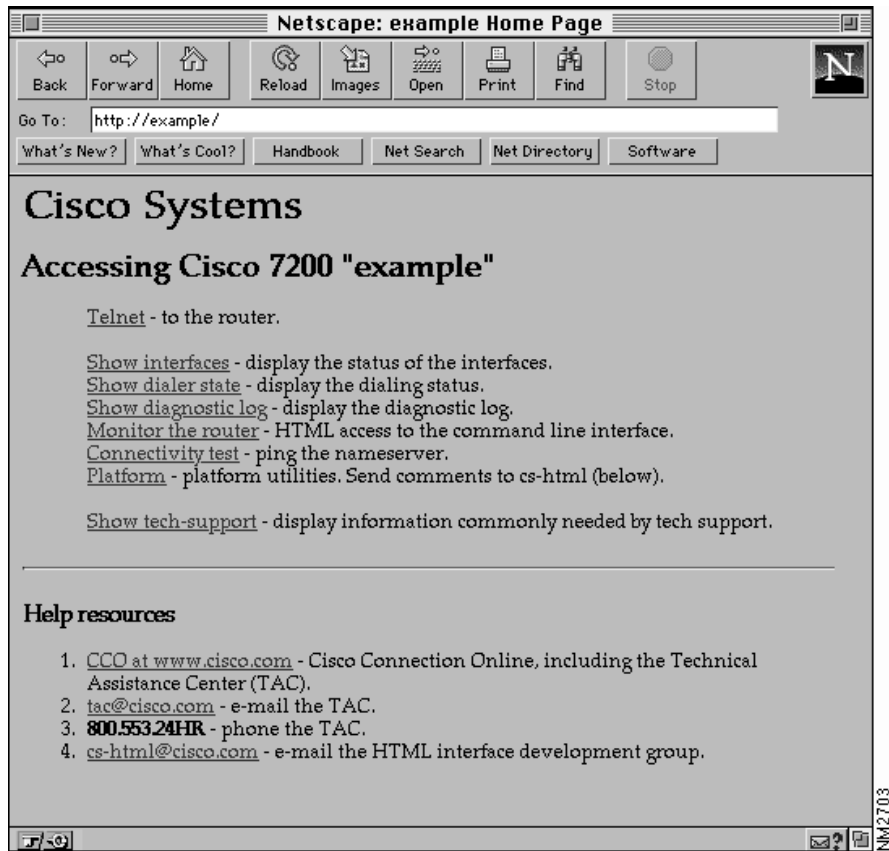 Netscape: example Home Page
Back Forward Home Reload Images Open Print Find Stop
N
Go To: http://example/
What's New? What's Cool? Handbook Net Search Net Directory Software
Cisco Systems
Accessing Cisco 7200 "example"
Telnet - to the router.
Show interfaces - display the status of the interfaces.
Show dialer state - display the dialing status.
Show diagnostic log - display the diagnostic log.
Monitor the router - HTML access to the command line interface.
Connectivity test - ping the nameserver.
Platform - platform utilities. Send comments to cs-html (below).
Show tech-support - display information commonly needed by tech support.
Help resources
1. CCO at www.cisco.com - Cisco Connection Online, including the Technical
Assistance Center (TAC).
2. tac@cisco.com - e-mail the TAC.
3. 800.553.24HR - phone the TAC.
4. cs-html@cisco.com - e-mail the HTML interface development group.
?
NM2703